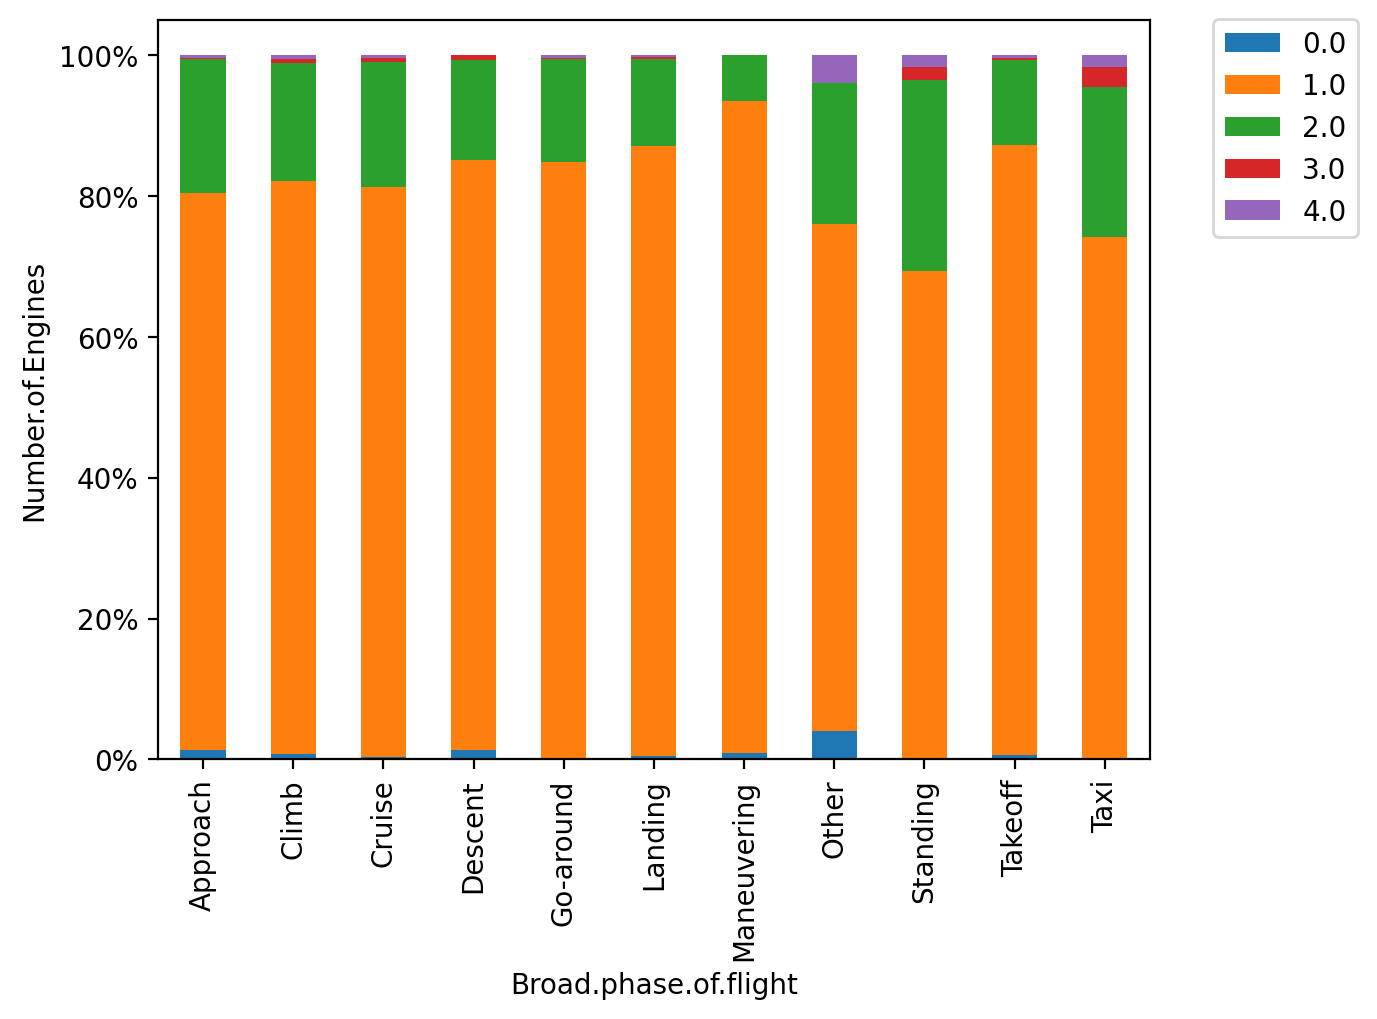 100%
80%
60%
40%
20%
0%
Number.of.Engines
Approach
Climb
Cruise
Descent
Go-around
Landing
Maneuvering
Other
Standing
Takeoff
Taxi
Broad.phase.of.flight
0.0
1.0
2.0
3.0
4.0